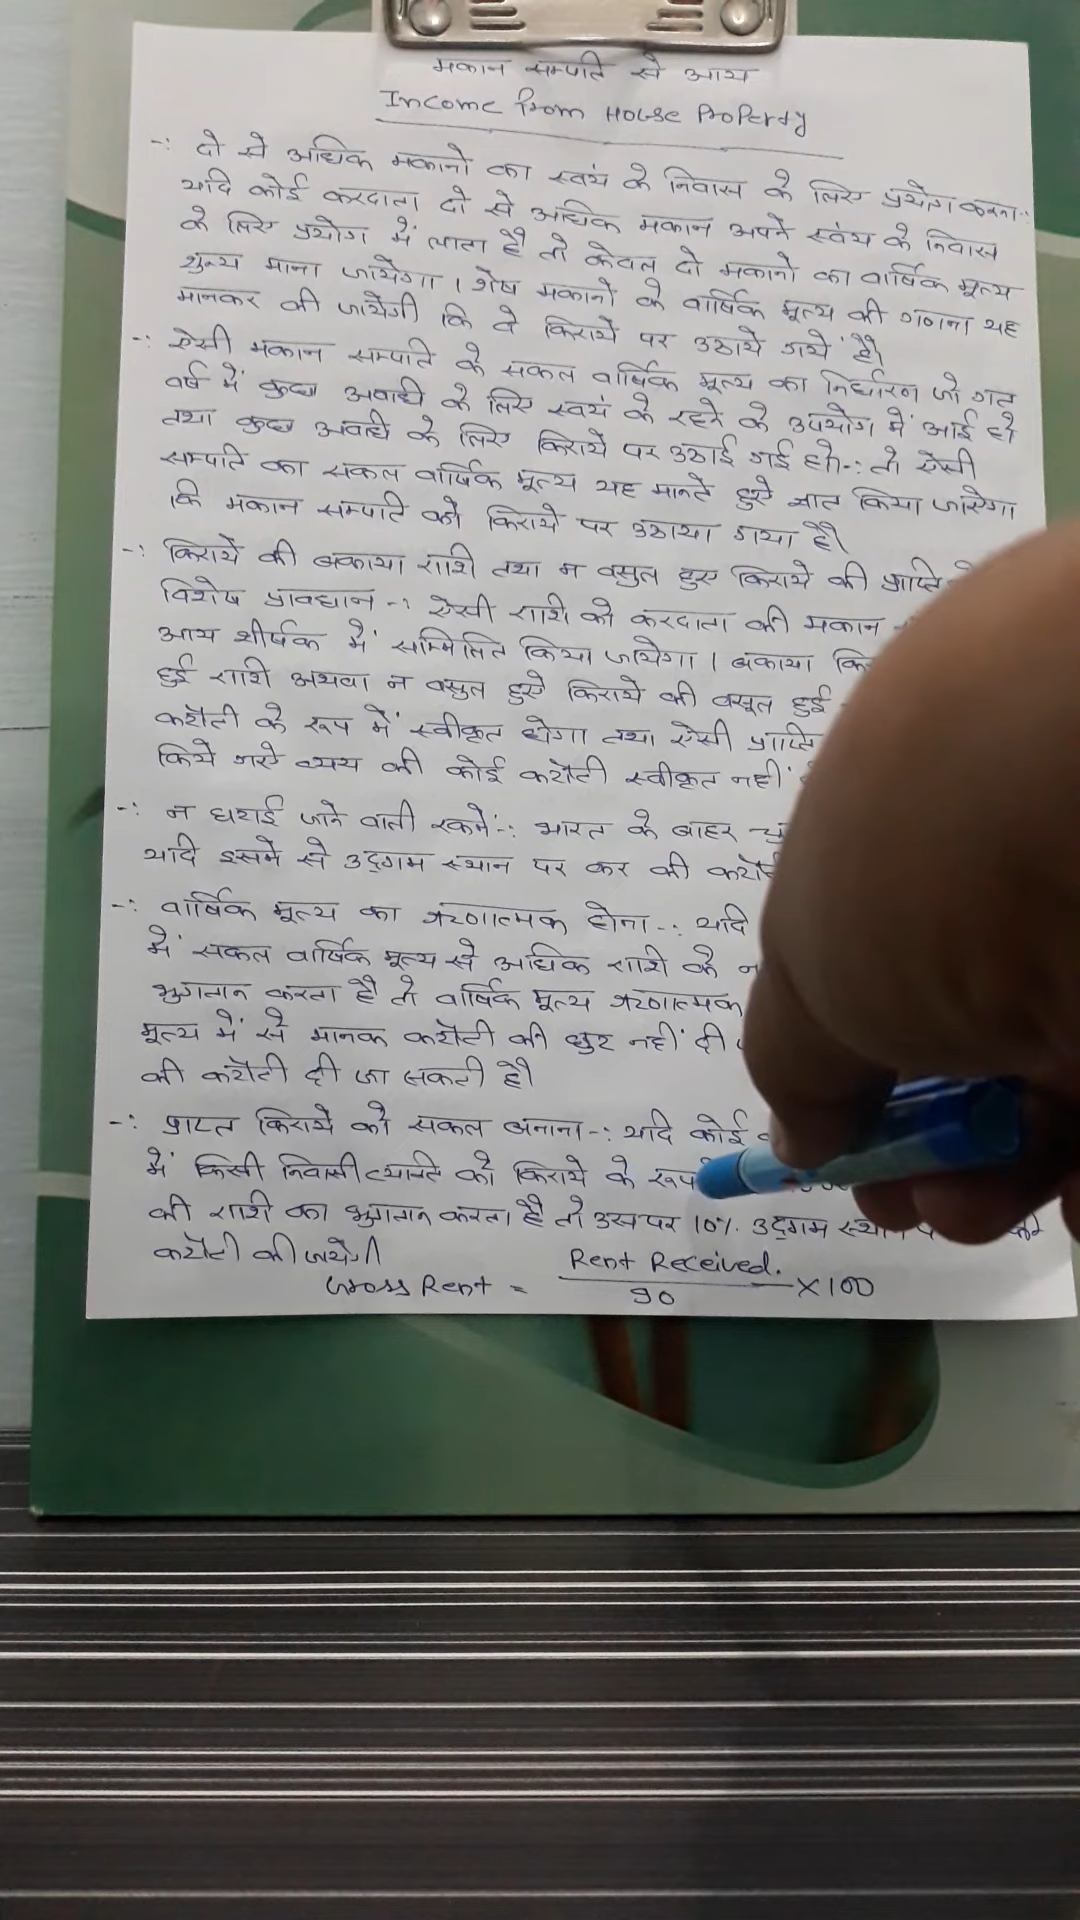 मकान सम्पति से आय
Income from House Property
-: दो से अधिक मकानो का स्वयं के निवास के लिए प्रयोग करना-:
यदि कोई करदाता दो से अधिक मकान अपने स्वंय के निवास
के लिए प्रयोग में लाता है तो केवल दो मकानो का वार्षिक मूल्य
शुन्य माना जायेगा। शेष मकानो के वार्षिक मूल्य की गणना यह
मानकर की जायेगी कि वे किराये पर उठाये गये है।
-: ऐसी मकान सम्पति के सकल वार्षिक मूल्य का निर्धारन जो गत
वर्ष में कुछ अवाधी के लिए स्वयं के रहने के उपयोग में आई हो
तथा कुछ अवधि के लिए किराये पर उठाई गई हो-: तो ऐसी
सम्पति का सकल वार्षिक मूल्य यह मानते हुऐ ज्ञात किया जाऐगा
कि मकान सम्पति को किराये पर उठाया गया है।
-: किराये की बकाया राशि तथा न वसुल हुए किराये की प्राप्ति
विशेष प्रावधान-: ऐसी राशि को करदाता की मकान
आय शीर्षक में सम्मिलित किया जायेगा। बकाया
हुई राशि अथवा न वसुल हुऐ किराये की वसूल हुई
कटौती के रूप में स्वीकृत होगा तथा ऐसी प्राप्ति
किये गऐ व्यय की कोई कटौती स्वीकृत नहीं
-: न घटाई जाने वाली रकमें-: भारत के बाहर
यदि इसमें से उद्गम स्थान पर कर की
-: वार्षिक मूल्य का ऋणात्मक होना-: यदि
में सकल वार्षिक मूल्य से अधिक राशि के
भुगतान करता है तो वार्षिक मूल्य ऋणात्मक
मूल्य में से मानक कटौती की छुट नहीं दी
की कटौती दी जा सकती है।
-: प्राप्त किराये को सकल बनाना-: यदि कोई
में किसी निवासी व्यक्ति को किराये के
की राशी का भुगतान करता है तो उस पर 10% उद्गम
कटौती की जायेगी
Gross Rent = Rent Received. / 90 × 100